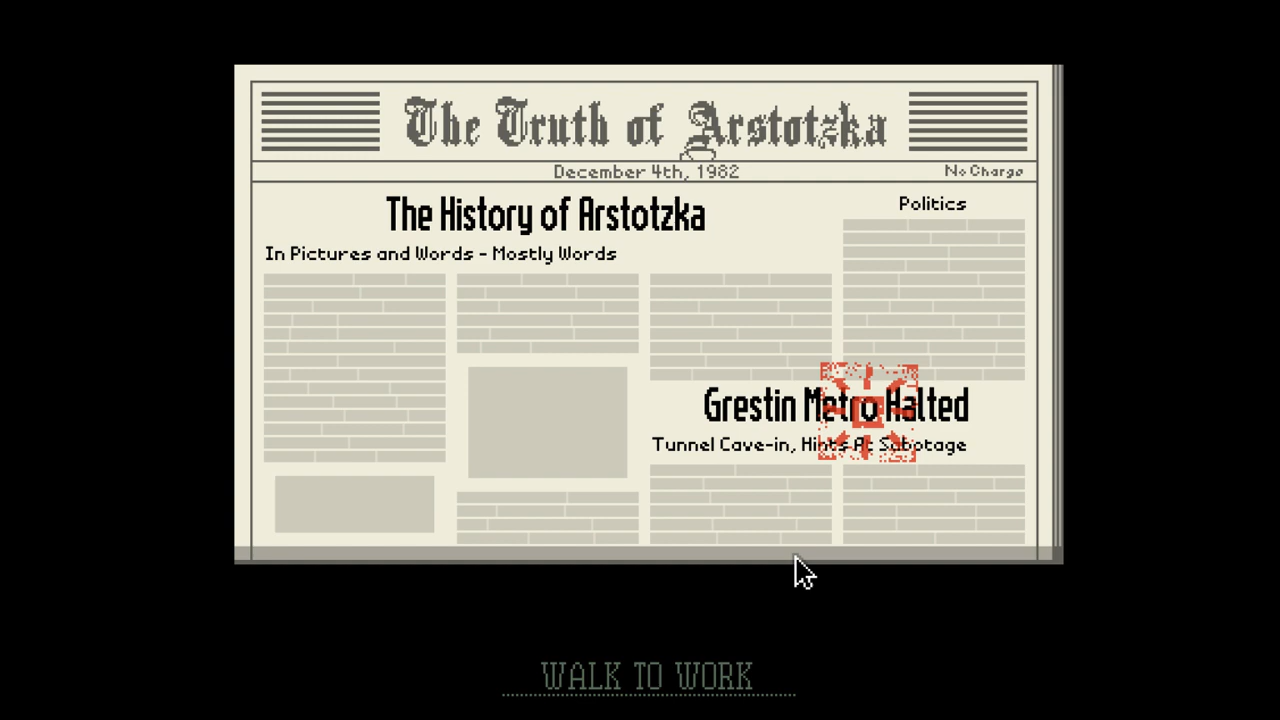 The Truth of Arstotzka
December 4th, 1982
No Charge
The History of Arstotzka
In Pictures and Words - Mostly Words
Politics
Grestin Metro Halted
Tunnel Cave-in, Hints At Sabotage
WALK TO WORK